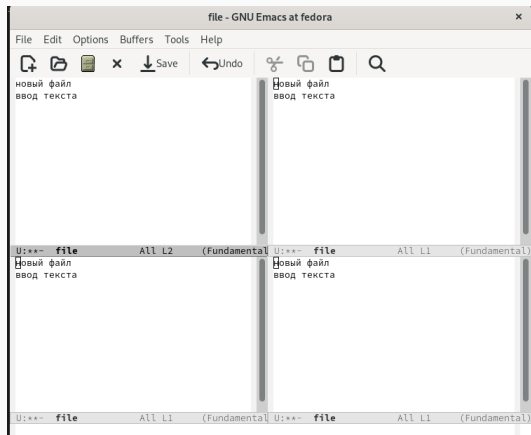 file - GNU Emacs at fedora ×
File Edit Options Buffers Tools Help
Save Undo
новый файл
ввод текста
U:**- file All L2 (Fundamental
новый файл
ввод текста
U:**- file All L1 (Fundamental)
новый файл
ввод текста
U:**- file All L1 (Fundamental
новый файл
ввод текста
U:**- file All L1 (Fundamental)